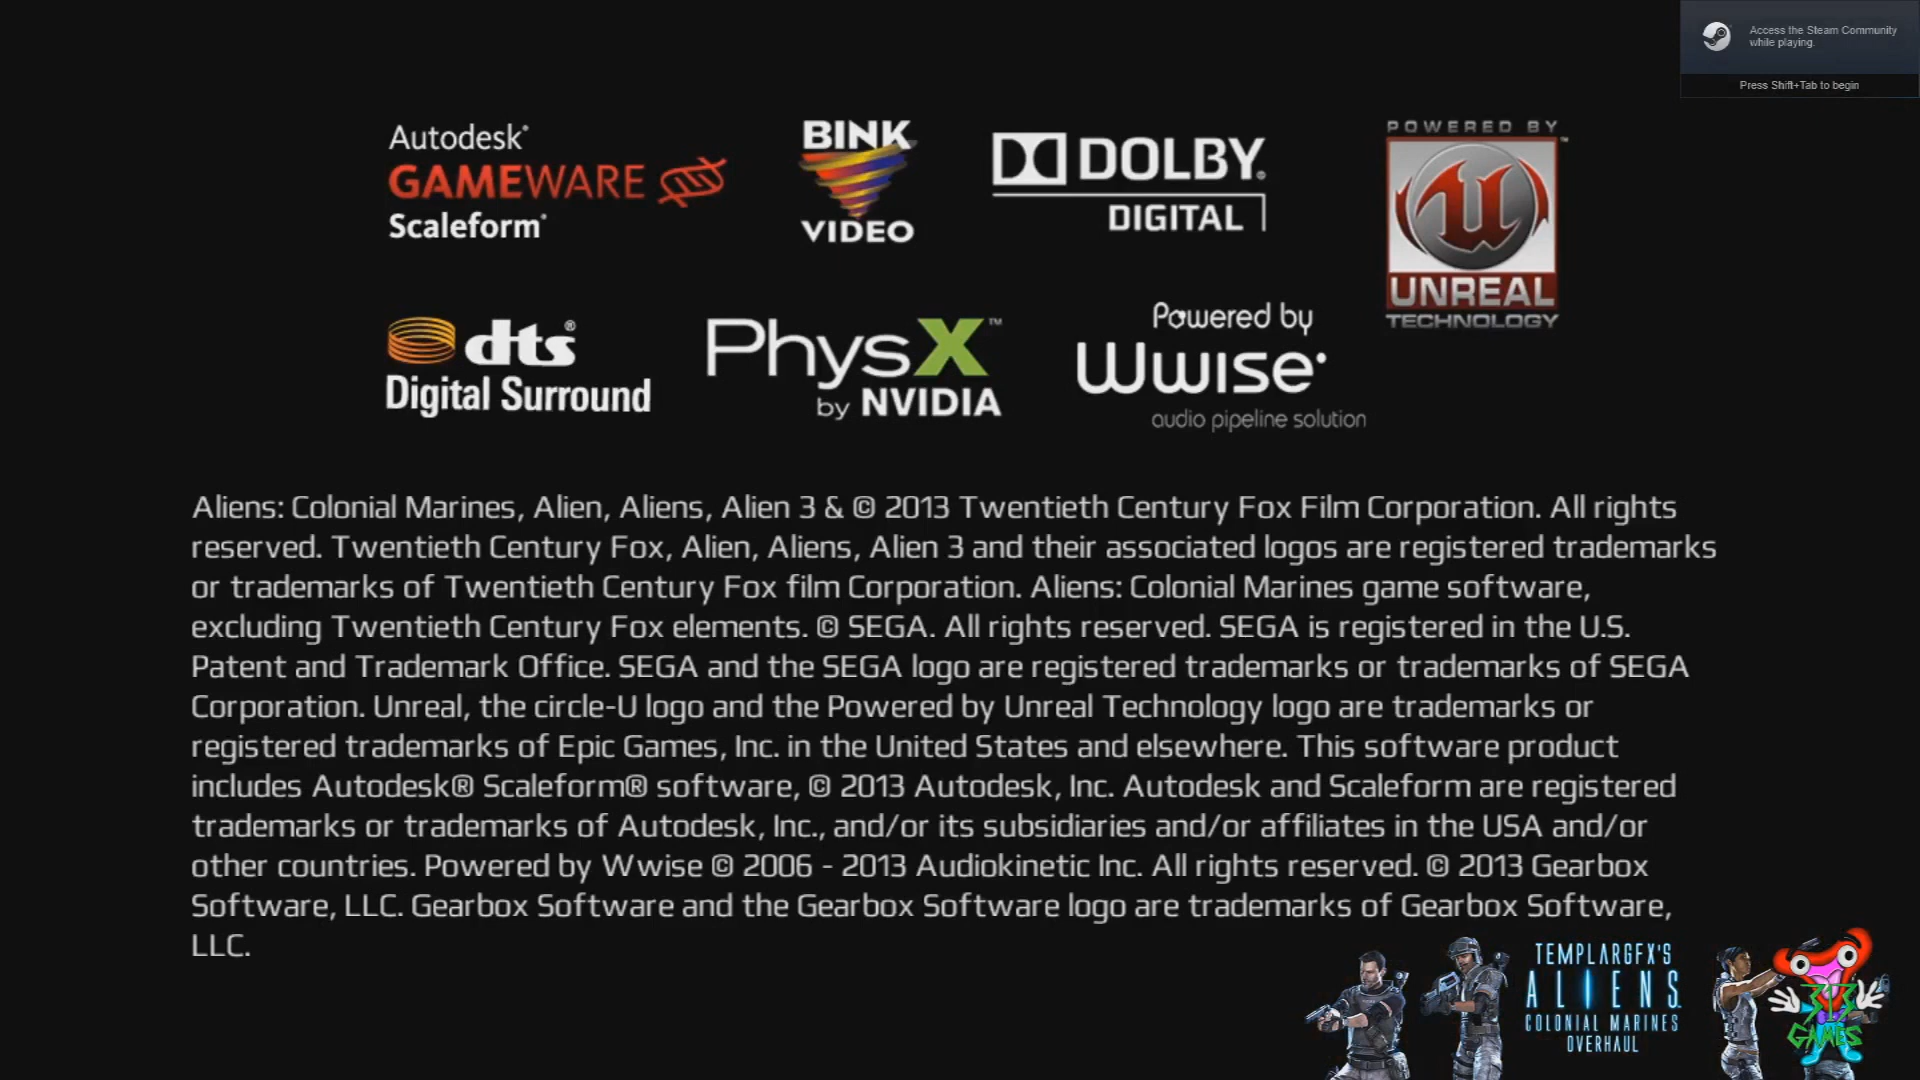 Access the Steam Community
while playing.
Press Shift+Tab to begin
Autodesk®
GAMEWARE
Scaleform®
BINK
VIDEO
DOLBY®
DIGITAL
POWERED BY
UNREAL™
TECHNOLOGY
dts®
Digital Surround
PhysX™
by NVIDIA
Powered by
Wwise
audio pipeline solution
Aliens: Colonial Marines, Alien, Aliens, Alien 3 & © 2013 Twentieth Century Fox Film Corporation. All rights
reserved. Twentieth Century Fox, Alien, Aliens, Alien 3 and their associated logos are registered trademarks
or trademarks of Twentieth Century Fox film Corporation. Aliens: Colonial Marines game software,
excluding Twentieth Century Fox elements. © SEGA. All rights reserved. SEGA is registered in the U.S.
Patent and Trademark Office. SEGA and the SEGA logo are registered trademarks or trademarks of SEGA
Corporation. Unreal, the circle-U logo and the Powered by Unreal Technology logo are trademarks or
registered trademarks of Epic Games, Inc. in the United States and elsewhere. This software product
includes Autodesk® Scaleform® software, © 2013 Autodesk, Inc. Autodesk and Scaleform are registered
trademarks or trademarks of Autodesk, Inc., and/or its subsidiaries and/or affiliates in the USA and/or
other countries. Powered by Wwise © 2006 - 2013 Audiokinetic Inc. All rights reserved. © 2013 Gearbox
Software, LLC. Gearbox Software and the Gearbox Software logo are trademarks of Gearbox Software,
LLC.
TEMPLARGFX'S
ALIENS
COLONIAL MARINES
OVERHAUL
313
GAMES